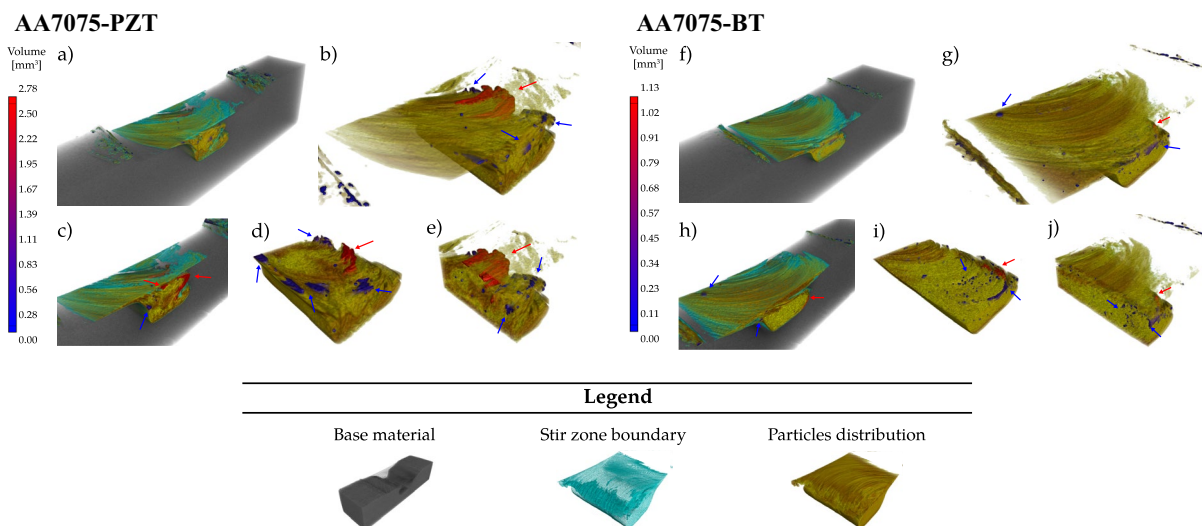 AA7075-PZT
AA7075-BT
Volume
[mm³]
2.78
2.50
2.22
1.95
1.67
1.39
1.11
0.83
0.56
0.28
0.00
a)
b)
c)
d)
e)
Volume
[mm³]
1.13
1.02
0.90
0.79
0.68
0.57
0.45
0.34
0.23
0.11
0.00
f)
g)
h)
i)
j)
Legend
Base material
Stir zone boundary
Particles distribution